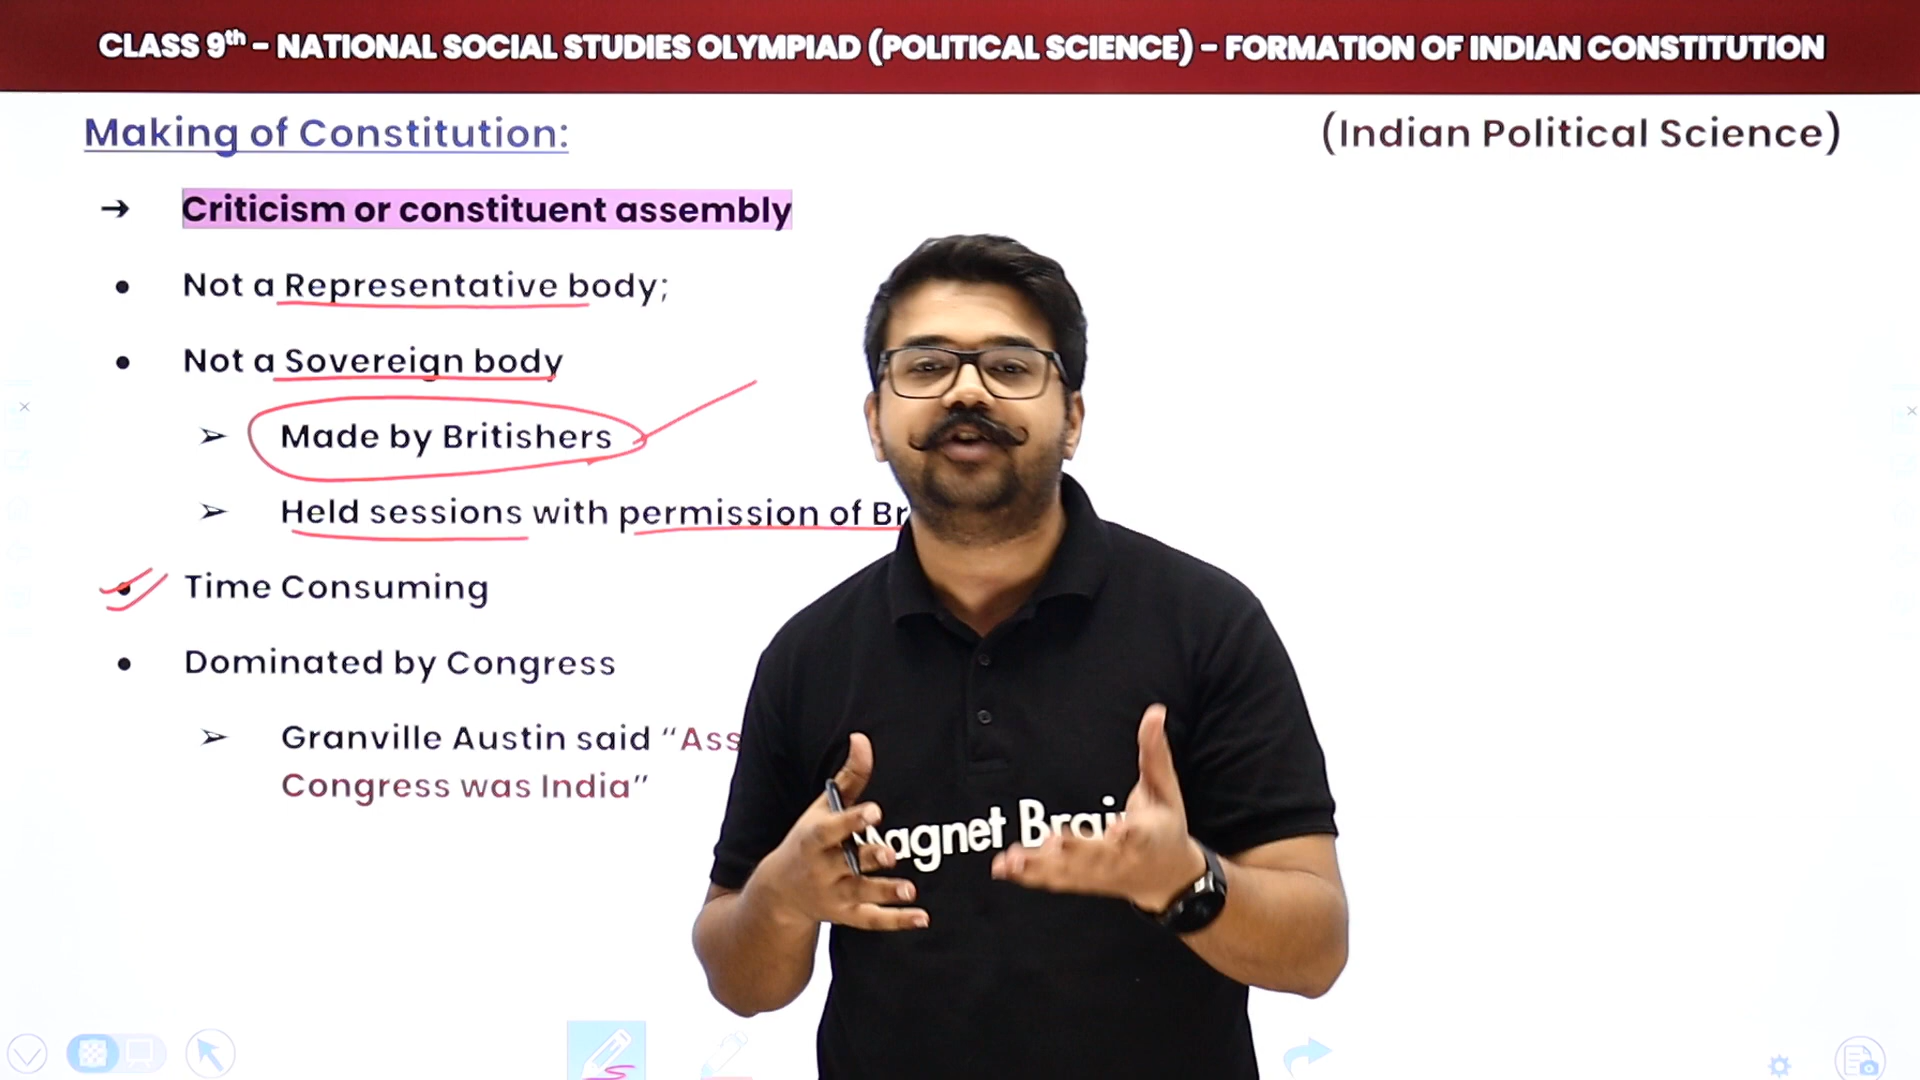 CLASS 9th - NATIONAL SOCIAL STUDIES OLYMPIAD (POLITICAL SCIENCE) - FORMATION OF INDIAN CONSTITUTION
Making of Constitution:
(Indian Political Science)
→ Criticism or constituent assembly
• Not a Representative body;
• Not a Sovereign body
➢ Made by Britishers
➢ Held sessions with permission of Br
• Time Consuming
• Dominated by Congress
➢ Granville Austin said “Ass
Congress was India”
Magnet Brai